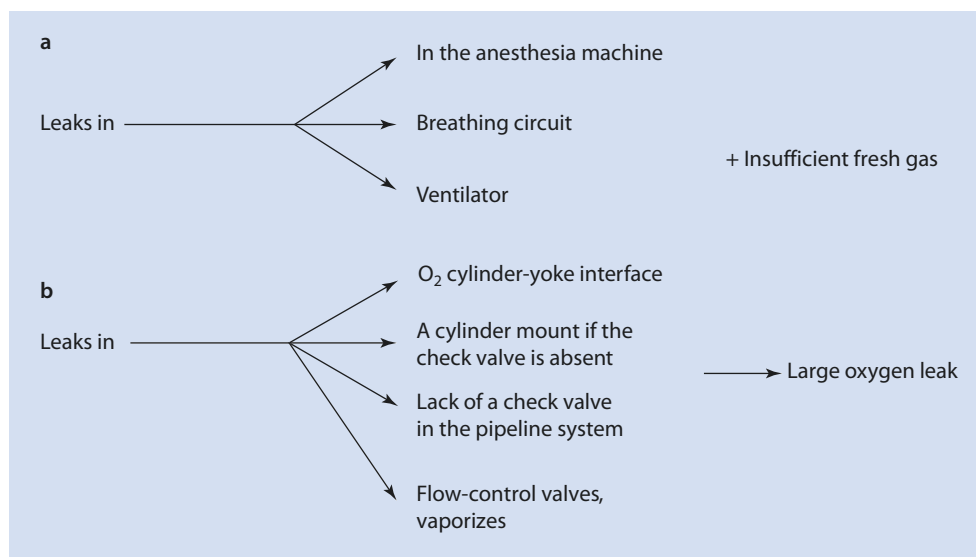 a
In the anesthesia machine
Leaks in
Breathing circuit
+ Insufficient fresh gas
Ventilator
b
O₂ cylinder-yoke interface
Leaks in
A cylinder mount if the
check valve is absent
Large oxygen leak
Lack of a check valve
in the pipeline system
Flow-control valves,
vaporizes